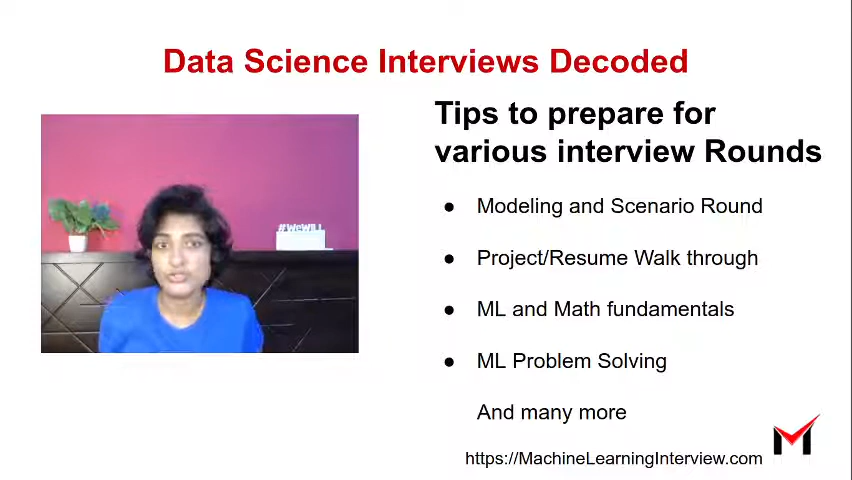 Data Science Interviews Decoded
Tips to prepare for
various interview Rounds
#WeWiLL
● Modeling and Scenario Round
● Project/Resume Walk through
● ML and Math fundamentals
● ML Problem Solving
And many more
https://MachineLearningInterview.com